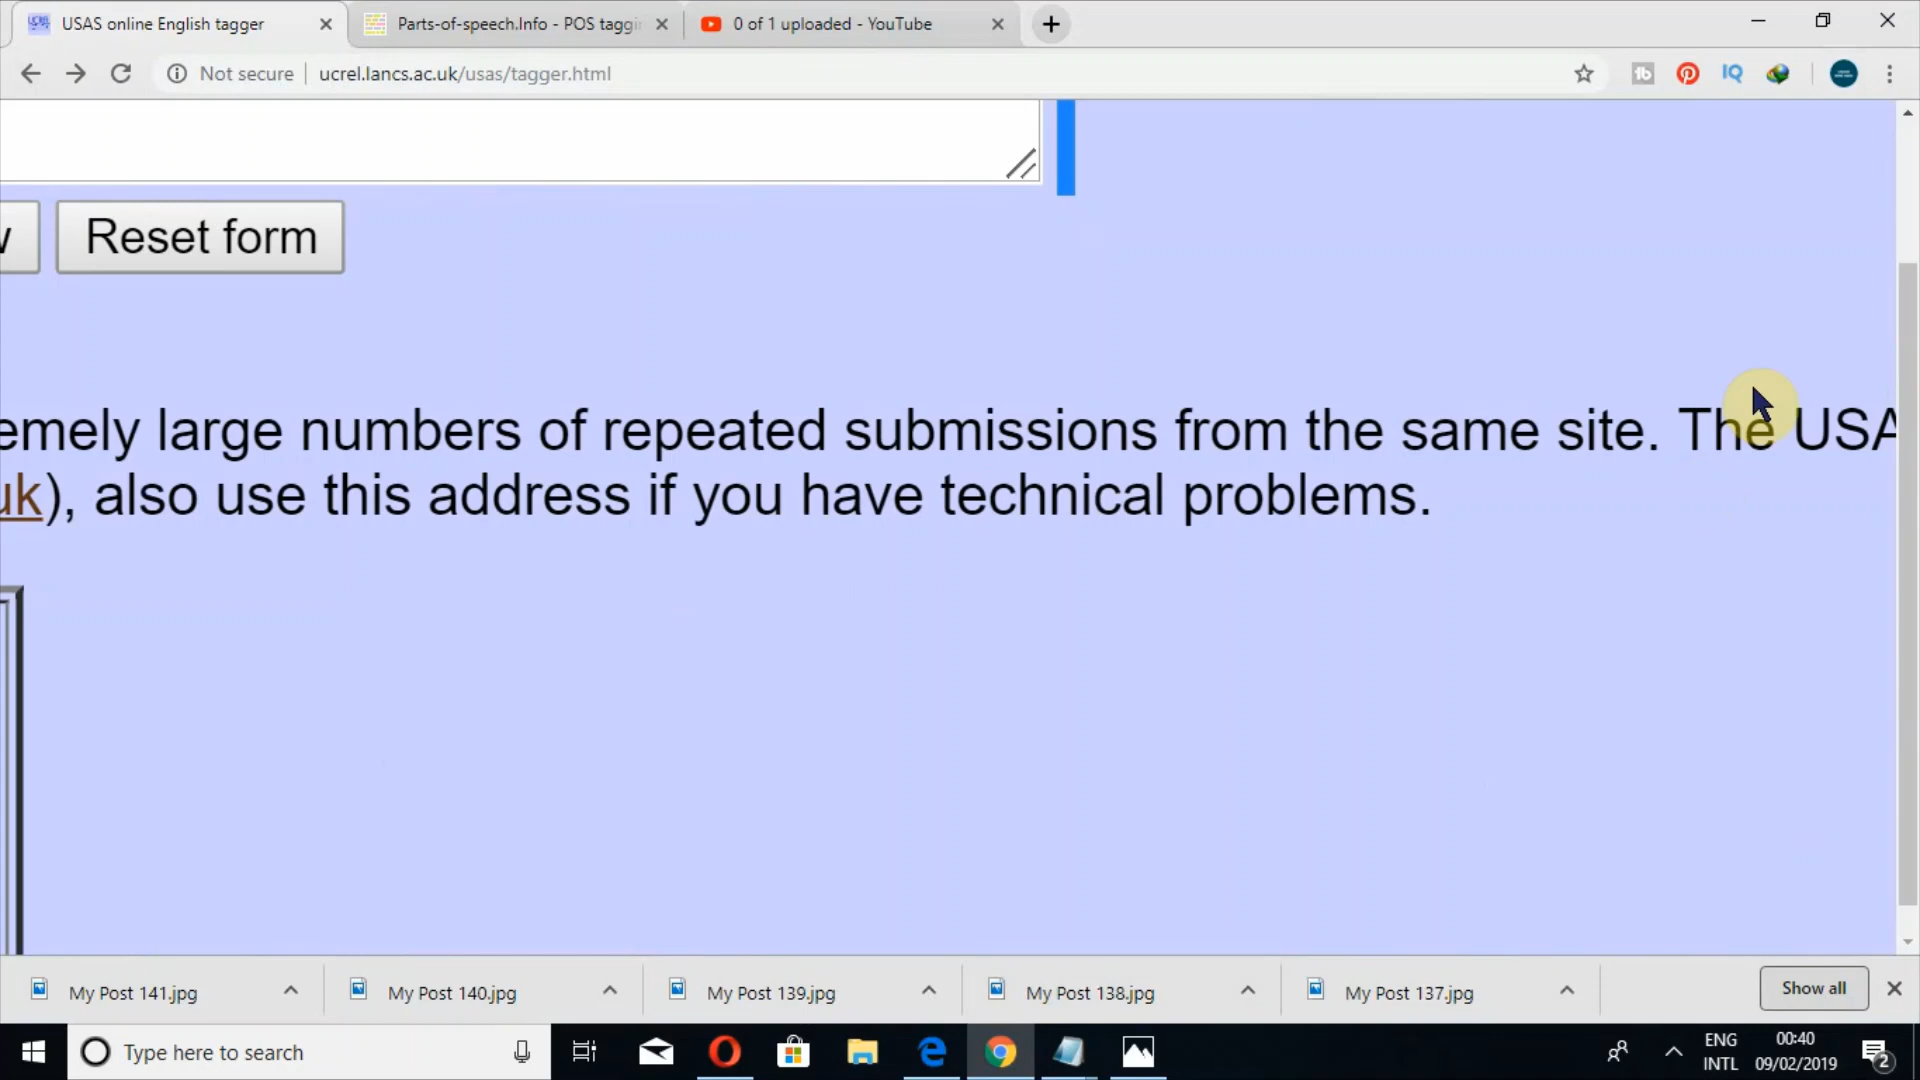 USAS online English tagger
Parts-of-speech.Info - POS taggin
0 of 1 uploaded - YouTube
Not secure
ucrel.lancs.ac.uk/usas/tagger.html
IQ
w
Reset form
emely large numbers of repeated submissions from the same site. The USA
uk), also use this address if you have technical problems.
My Post 141.jpg
My Post 140.jpg
My Post 139.jpg
My Post 138.jpg
My Post 137.jpg
Show all
Type here to search
ENG
INTL
00:40
09/02/2019
2